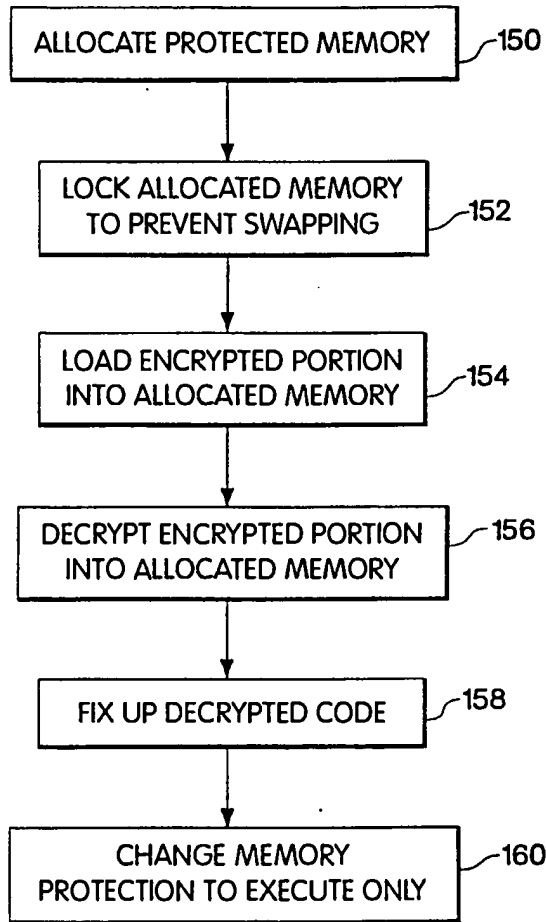 ALLOCATE PROTECTED MEMORY
150
LOCK ALLOCATED MEMORY
TO PREVENT SWAPPING
152
LOAD ENCRYPTED PORTION
INTO ALLOCATED MEMORY
154
DECRYPT ENCRYPTED PORTION
INTO ALLOCATED MEMORY
156
FIX UP DECRYPTED CODE
158
CHANGE MEMORY
PROTECTION TO EXECUTE ONLY
160